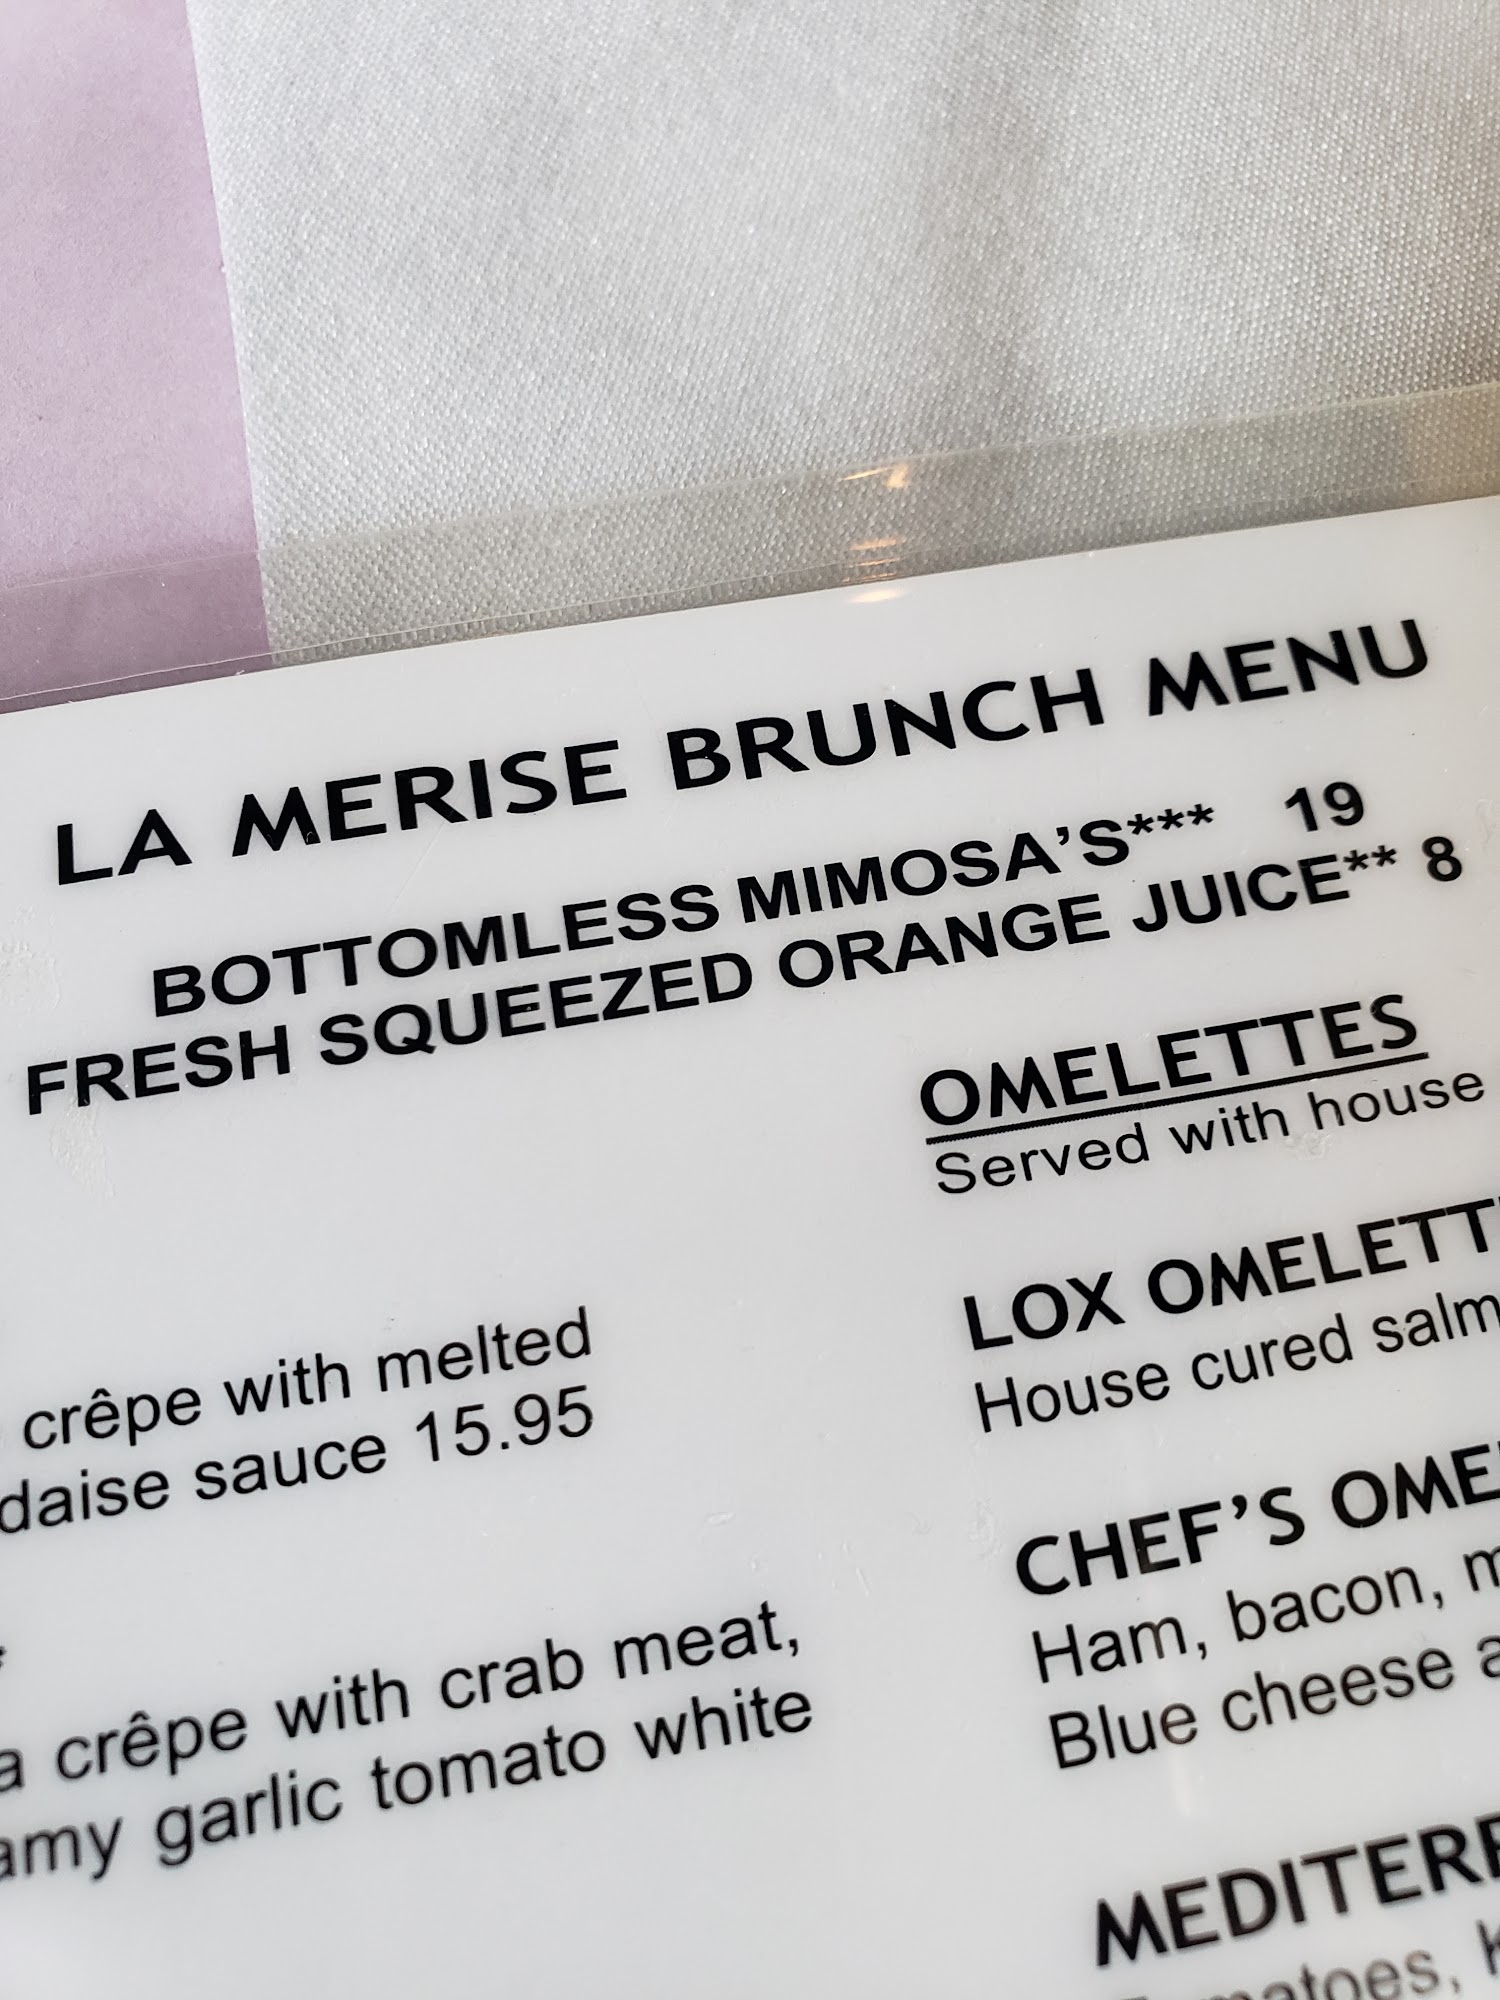 LA MERISE BRUNCH MENU
BOTTOMLESS MIMOSA'S*** 19
FRESH SQUEEZED ORANGE JUICE** 8
crêpe with melted
daise sauce 15.95
a crêpe with crab meat,
amy garlic tomato white
OMELETTES
Served with house
LOX OMELETT
House cured salm
CHEF'S OME
Ham, bacon, m
Blue cheese a
MEDITERR
matoes,